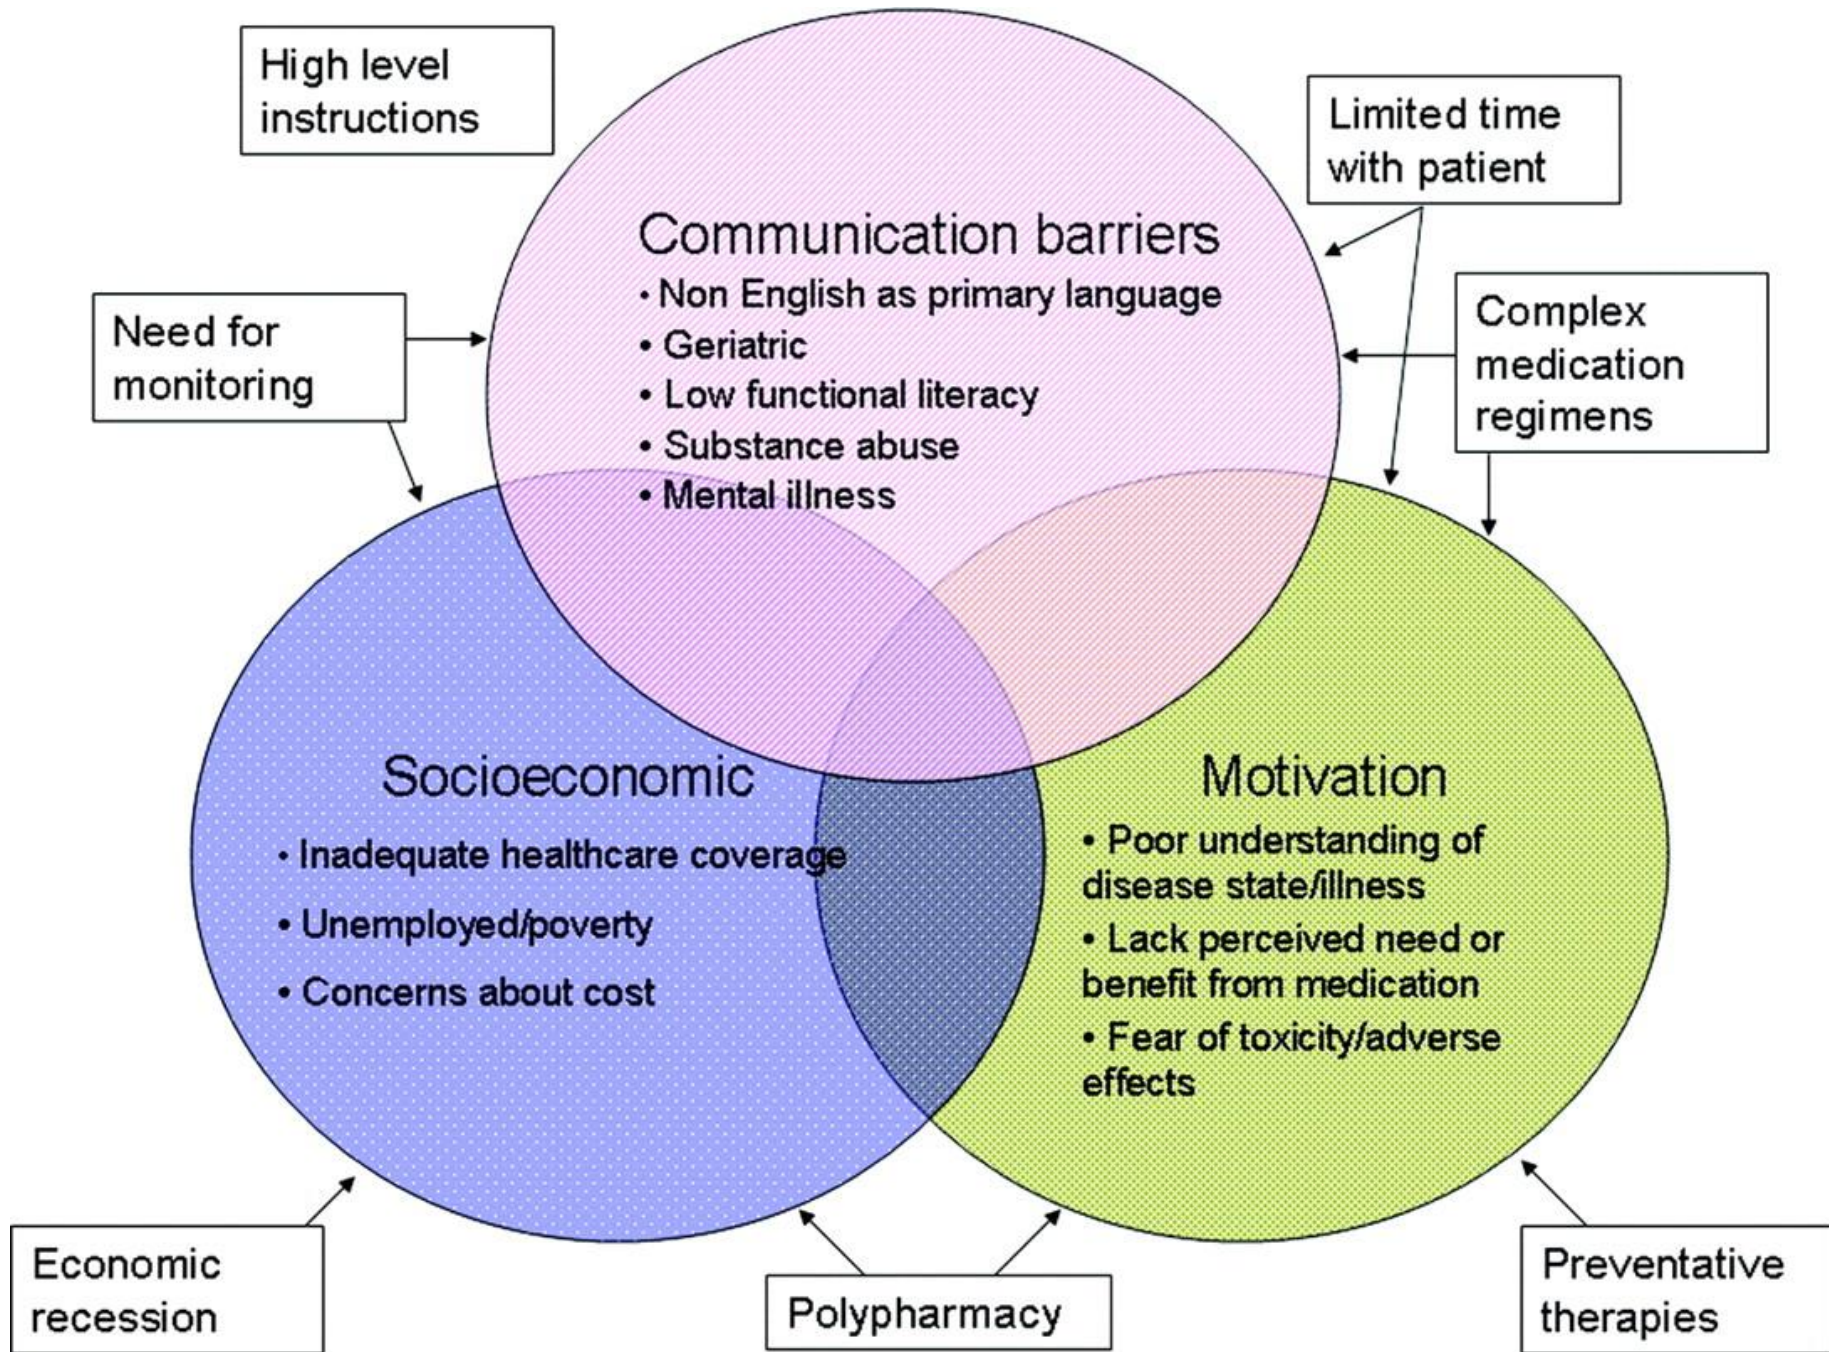 High level
instructions
Limited time
with patient
Communication barriers
• Non English as primary language
• Geriatric
• Low functional literacy
• Substance abuse
• Mental illness
Need for
monitoring
Complex
medication
regimens
Socioeconomic
• Inadequate healthcare coverage
• Unemployed/poverty
• Concerns about cost
Motivation
• Poor understanding of
disease state/illness
• Lack perceived need or
benefit from medication
• Fear of toxicity/adverse
effects
Economic
recession
Polypharmacy
Preventative
therapies